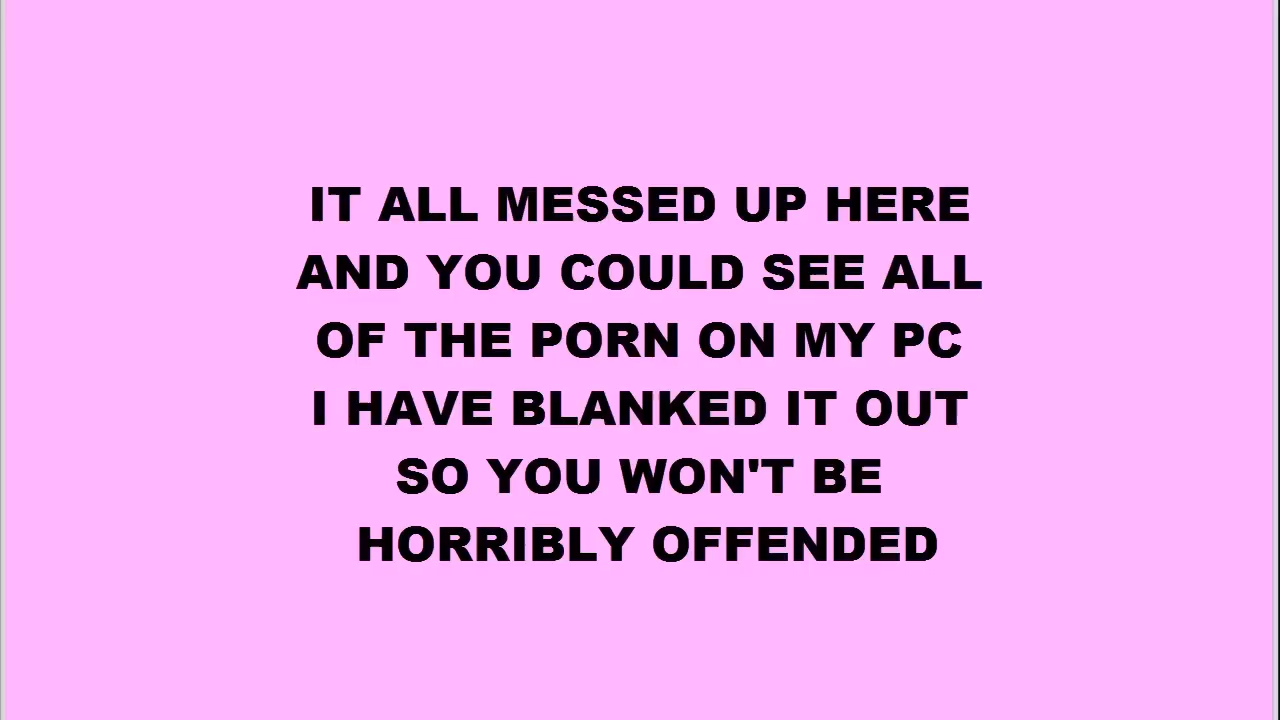 IT ALL MESSED UP HERE
AND YOU COULD SEE ALL
OF THE PORN ON MY PC
I HAVE BLANKED IT OUT
SO YOU WON'T BE
HORRIBLY OFFENDED